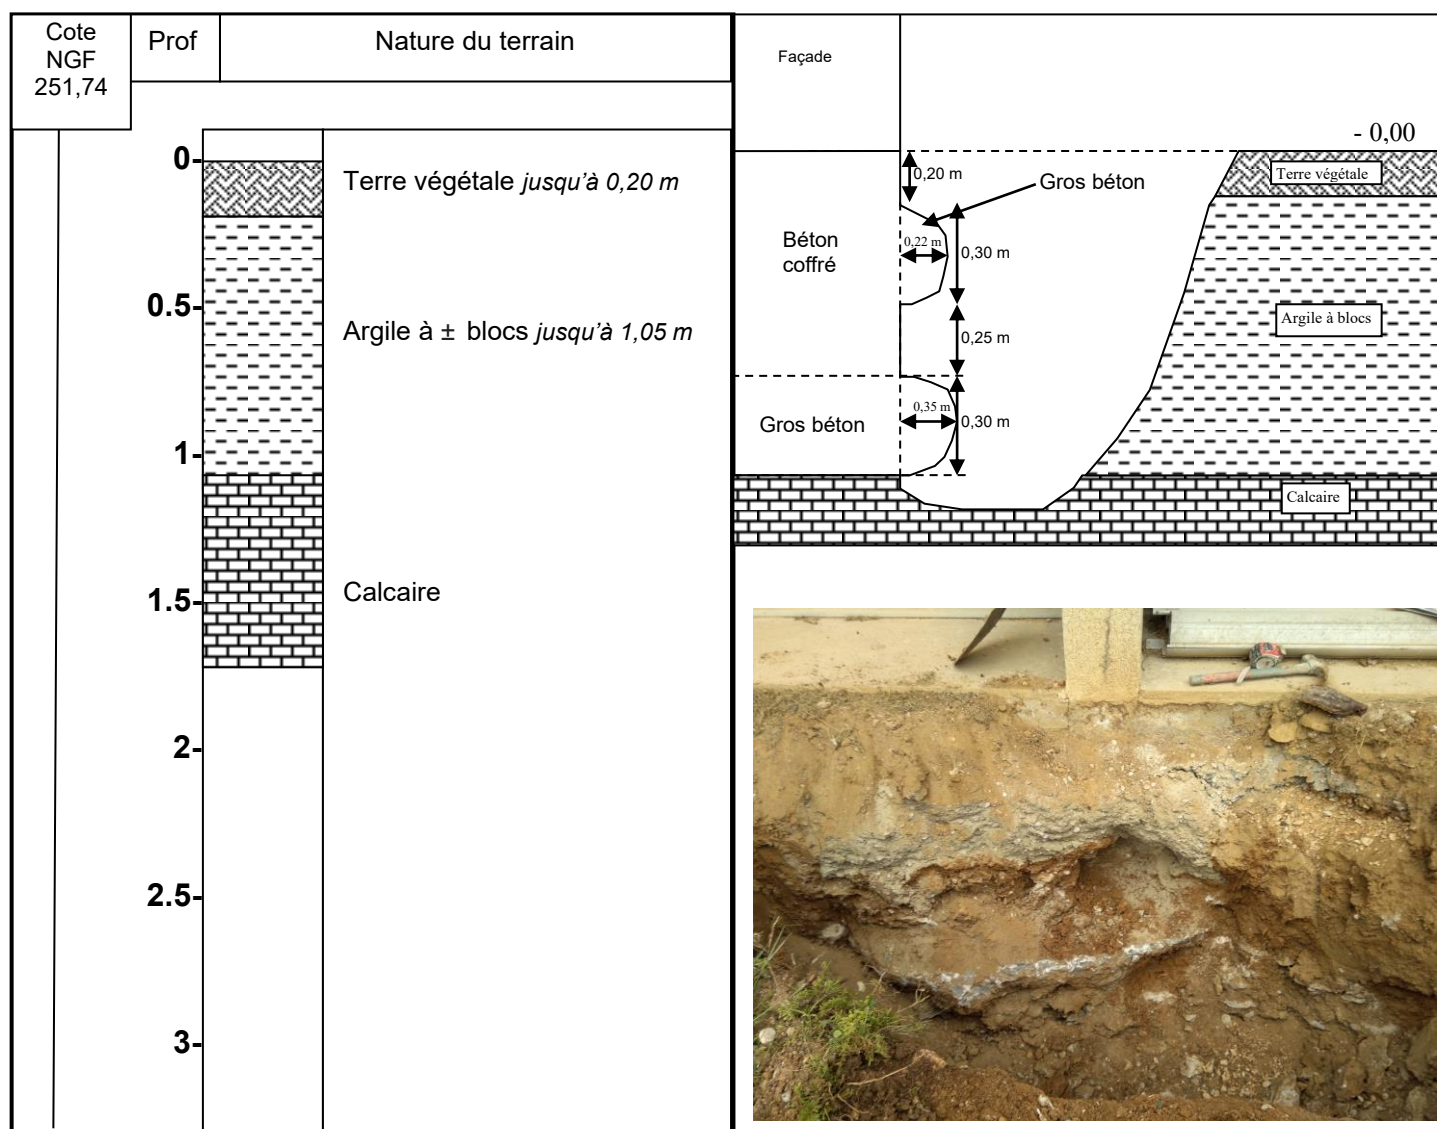 Cote
NGF
251,74
Prof
Nature du terrain
0-
0.5-
1-
1.5-
2-
2.5-
3-
Terre végétale jusqu'à 0,20 m
Argile à ± blocs jusqu'à 1,05 m
Calcaire
Façade
- 0,00
0,20 m
Gros béton
Terre végétale
Béton
coffré
0,22 m
0,30 m
Argile à blocs
0,25 m
Gros béton
0,35 m
0,30 m
Calcaire